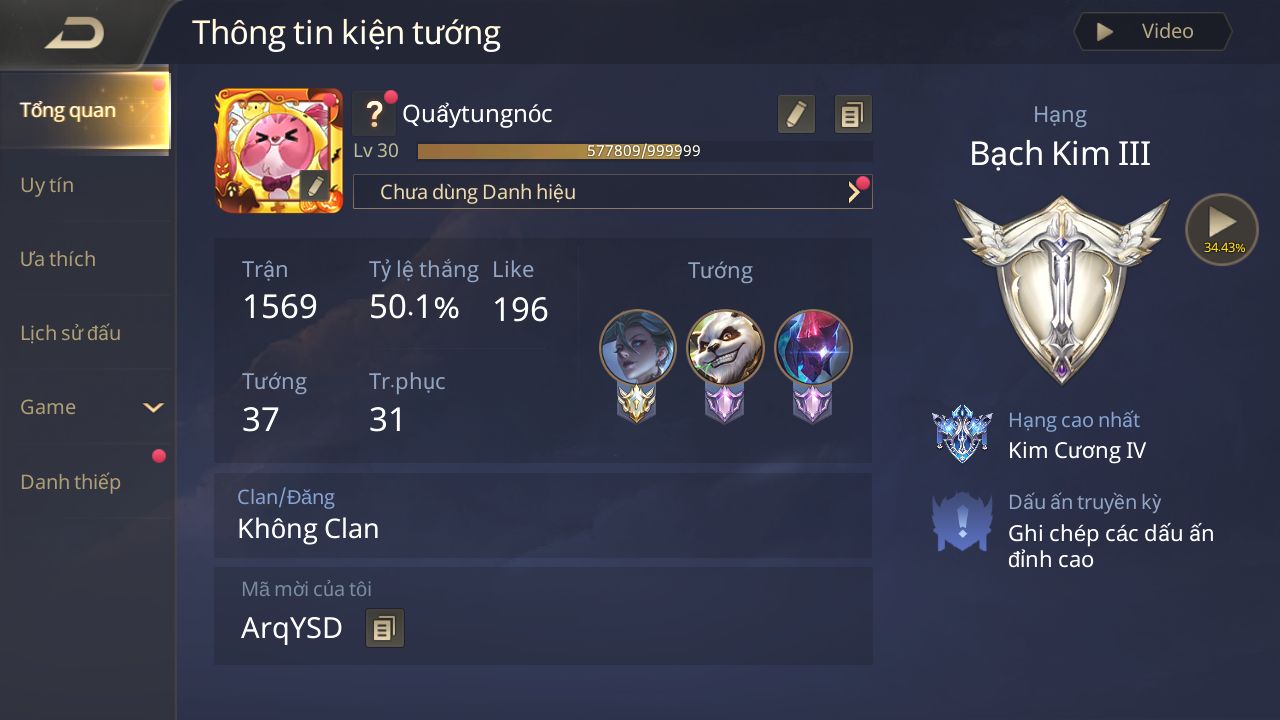 Thông tin kiện tướng
Video
Tổng quan
Uy tín
Ưa thích
Lịch sử đấu
Game
Danh thiếp
?
Quẩytungnóc
Lv 30
577809/999999
Chưa dùng Danh hiệu
Trận
Tỷ lệ thắng
Like
1569
50.1%
196
Tướng
Tr.phục
37
31
Tướng
Clan/Đăng
Không Clan
Mã mời của tôi
ArqYSD
Hạng
Bạch Kim III
34.43%
Hạng cao nhất
Kim Cương IV
Dấu ấn truyền kỳ
Ghi chép các dấu ấn
đỉnh cao